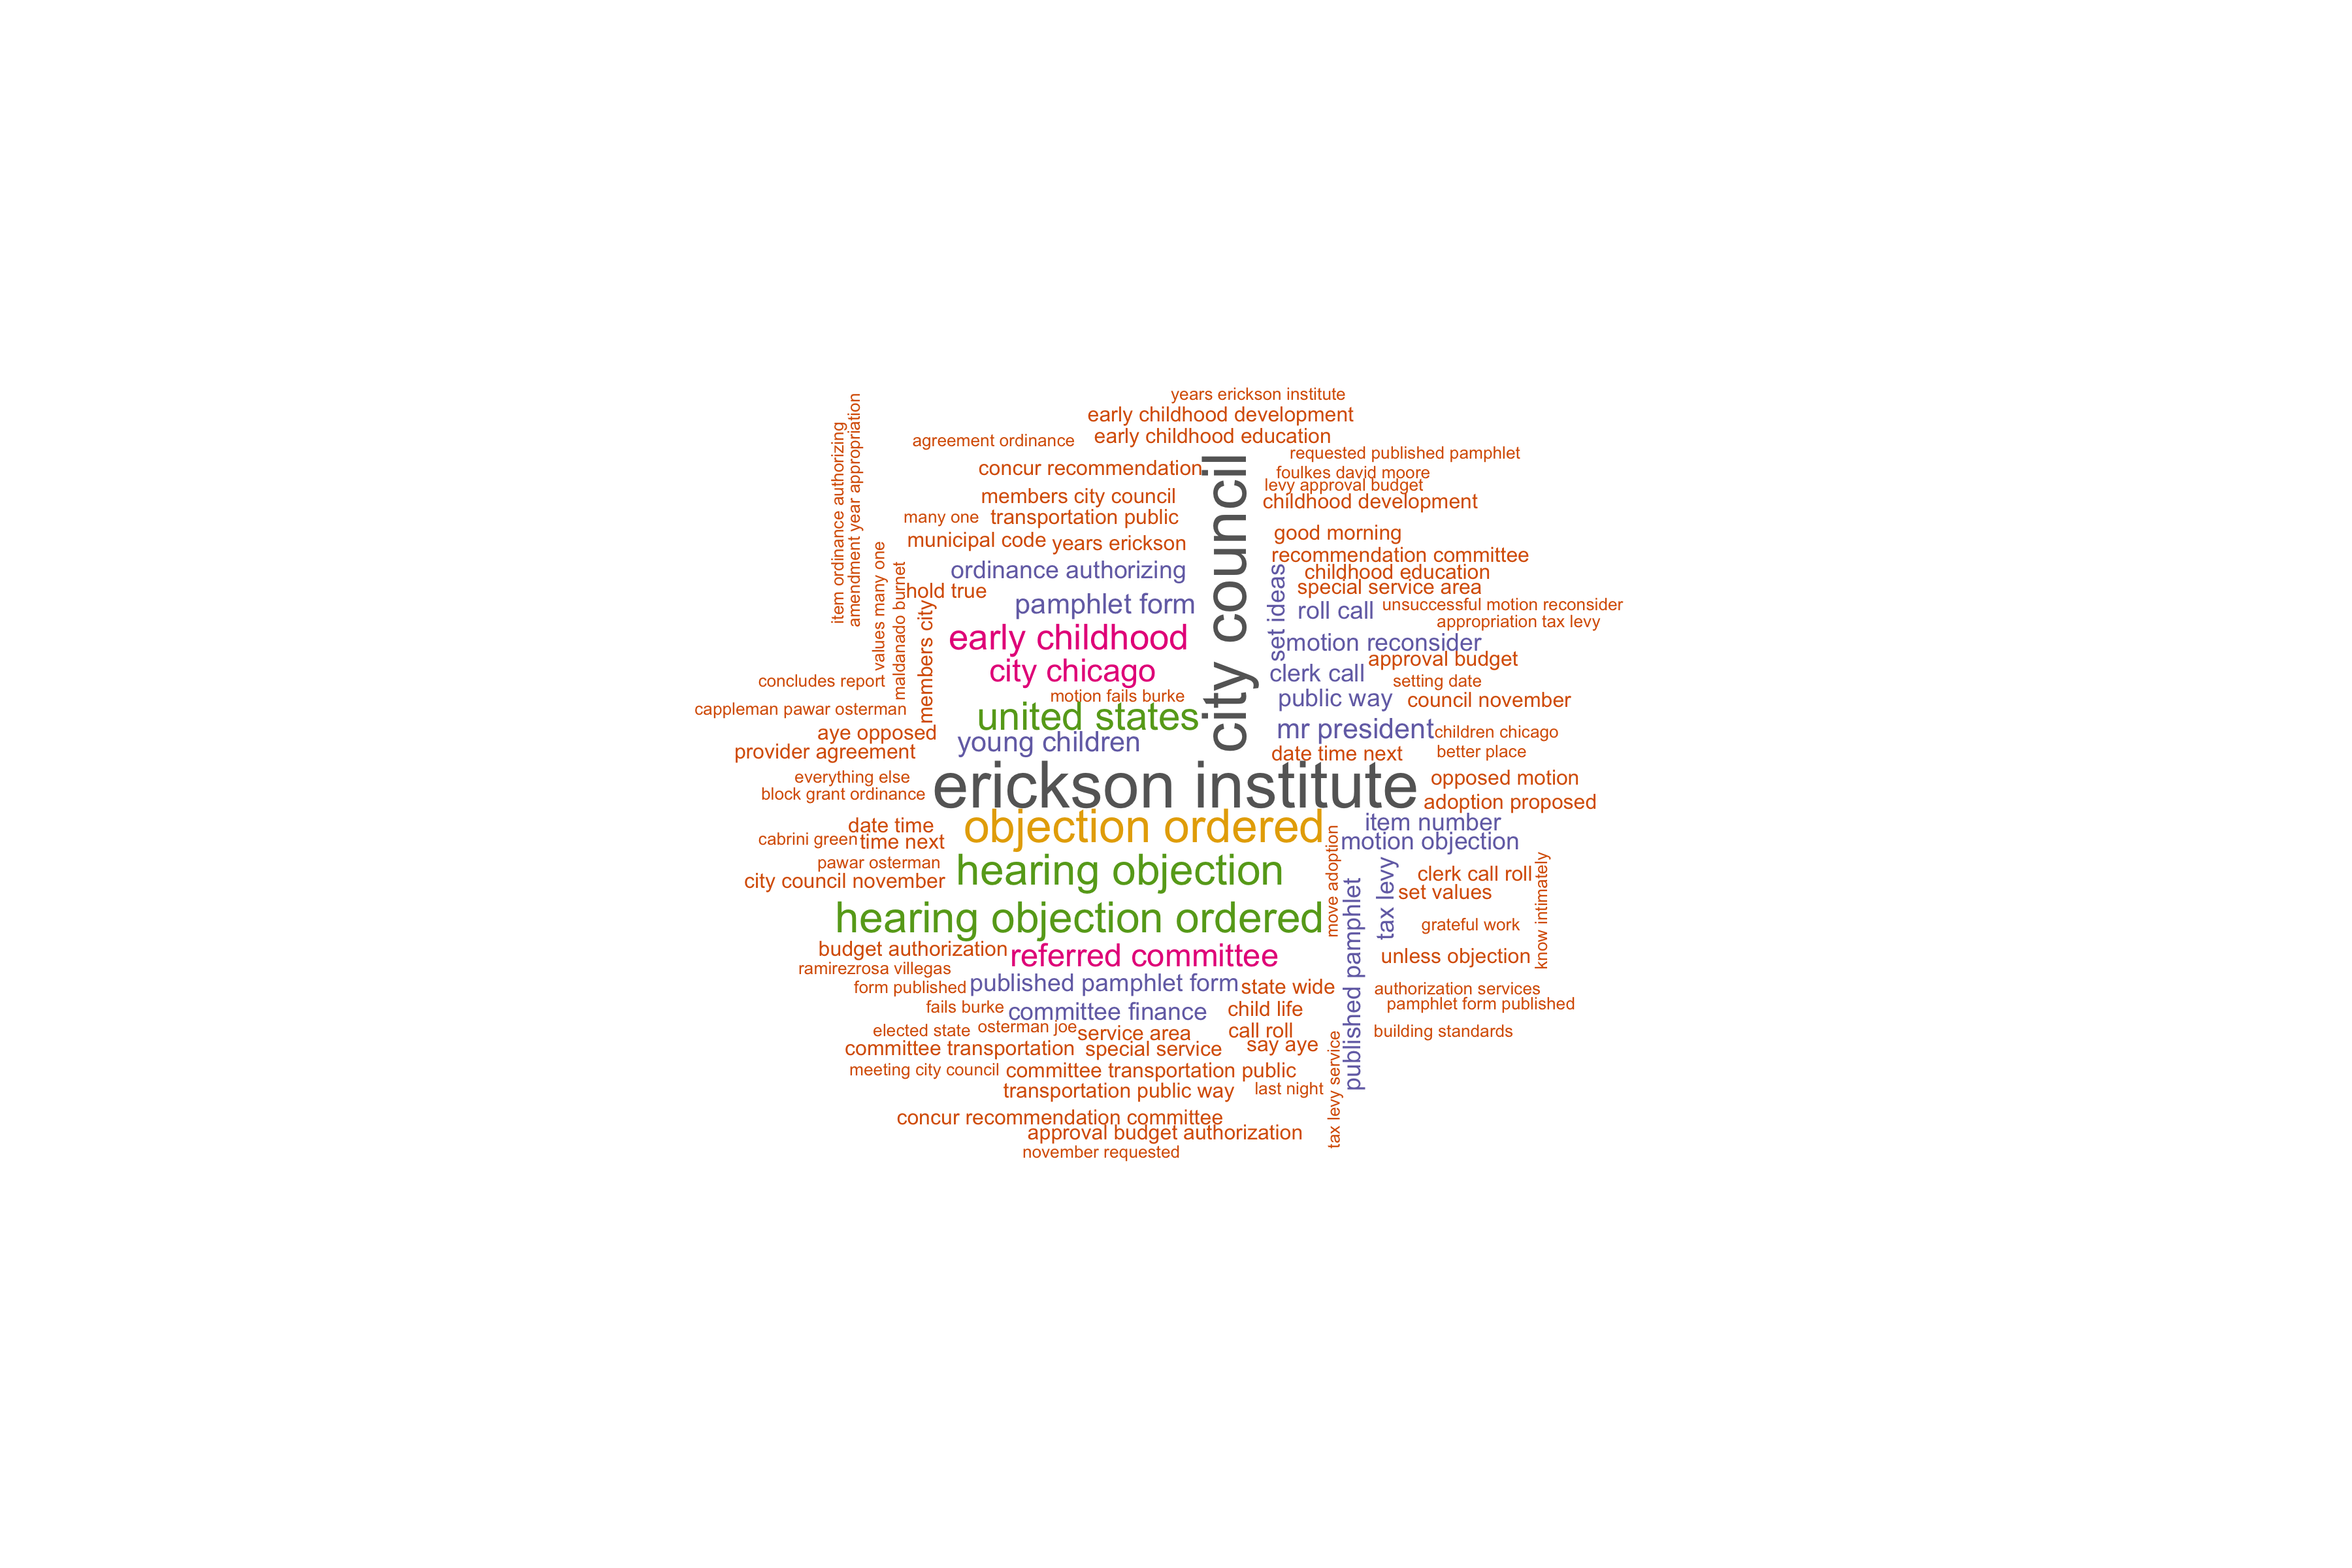 years erickson institute
early childhood development
early childhood education
agreement ordinance
requested published pamphlet
concur recommendation
foulkes david moore
levy approval budget
members city council
childhood development
many one
transportation public
good morning
municipal code
years erickson
recommendation committee
ordinance authorizing
childhood education
hold true
special service area
pamphlet form
roll call
unsuccessful motion reconsider
appropriation tax levy
early childhood
motion reconsider
city chicago
approval budget
clerk call
concludes report
setting date
motion fails burke
public way
council november
cappleman pawar osterman
united states
mr president
children chicago
aye opposed
young children
provider agreement
date time next
better place
everything else
erickson institute
opposed motion
block grant ordinance
adoption proposed
date time
objection ordered
item number
cabrini green
time next
motion objection
pawar osterman
hearing objection
clerk call roll
city council november
set values
hearing objection ordered
grateful work
budget authorization
referred committee
unless objection
ramirezrosa villegas
form published
published pamphlet form
state wide
authorization services
pamphlet form published
fails burke
committee finance
child life
elected state
osterman joe
service area
call roll
building standards
committee transportation
special service
say aye
meeting city council
committee transportation public
transportation public way
last night
concur recommendation committee
approval budget authorization
november requested
item ordinance authorizing
amendment year appropriation
values many one
maldanado burnet
members city
city council
set ideas
move adoption
published pamphlet
tax levy
know intimately
tax levy service